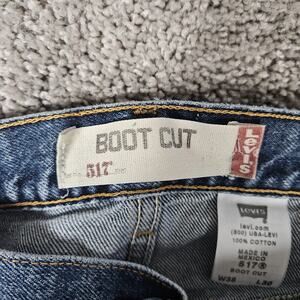 BOOT CUT
517
Levi's
LEVI'S
levi.com
(800) USA-LEVI
100% COTTON
MADE IN
MEXICO
517®
BOOT CUT
W38 L30